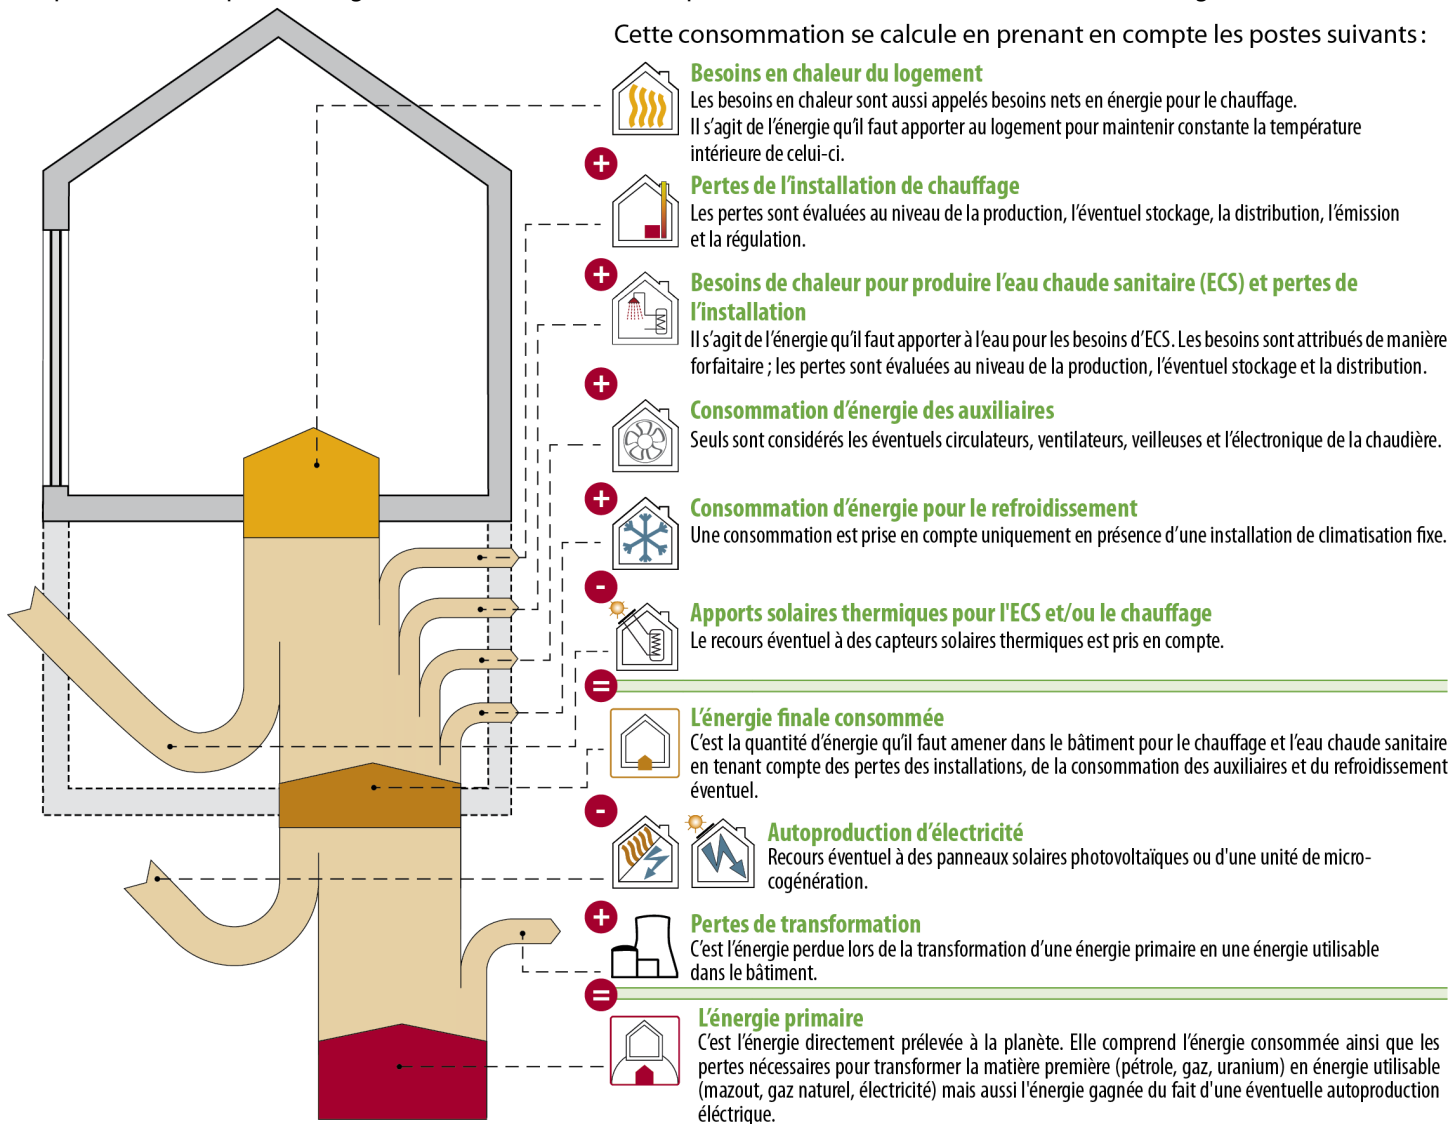 Cette consommation se calcule en prenant en compte les postes suivants :
Besoins en chaleur du logement
Les besoins en chaleur sont aussi appelés besoins nets en énergie pour le chauffage.
Il s’agit de l’énergie qu’il faut apporter au logement pour maintenir constante la température
intérieure de celui-ci.
+
Pertes de l’installation de chauffage
Les pertes sont évaluées au niveau de la production, l’éventuel stockage, la distribution, l’émission
et la régulation.
+
Besoins de chaleur pour produire l’eau chaude sanitaire (ECS) et pertes de
l’installation
Il s’agit de l’énergie qu’il faut apporter à l’eau pour les besoins d’ECS. Les besoins sont attribués de manière
forfaitaire ; les pertes sont évaluées au niveau de la production, l’éventuel stockage et la distribution.
+
Consommation d’énergie des auxiliaires
Seuls sont considérés les éventuels circulateurs, ventilateurs, veilleuses et l’électronique de la chaudière.
+
Consommation d’énergie pour le refroidissement
Une consommation est prise en compte uniquement en présence d’une installation de climatisation fixe.
-
Apports solaires thermiques pour l'ECS et/ou le chauffage
Le recours éventuel à des capteurs solaires thermiques est pris en compte.
=
L’énergie finale consommée
C’est la quantité d’énergie qu’il faut amener dans le bâtiment pour le chauffage et l’eau chaude sanitaire
en tenant compte des pertes des installations, de la consommation des auxiliaires et du refroidissement
éventuel.
-
Autoproduction d’électricité
Recours éventuel à des panneaux solaires photovoltaïques ou d'une unité de micro-
cogénération.
+
Pertes de transformation
C’est l’énergie perdue lors de la transformation d’une énergie primaire en une énergie utilisable
dans le bâtiment.
=
L’énergie primaire
C’est l’énergie directement prélevée à la planète. Elle comprend l’énergie consommée ainsi que les
pertes nécessaires pour transformer la matière première (pétrole, gaz, uranium) en énergie utilisable
(mazout, gaz naturel, électricité) mais aussi l'énergie gagnée du fait d'une éventuelle autoproduction
éléctrique.